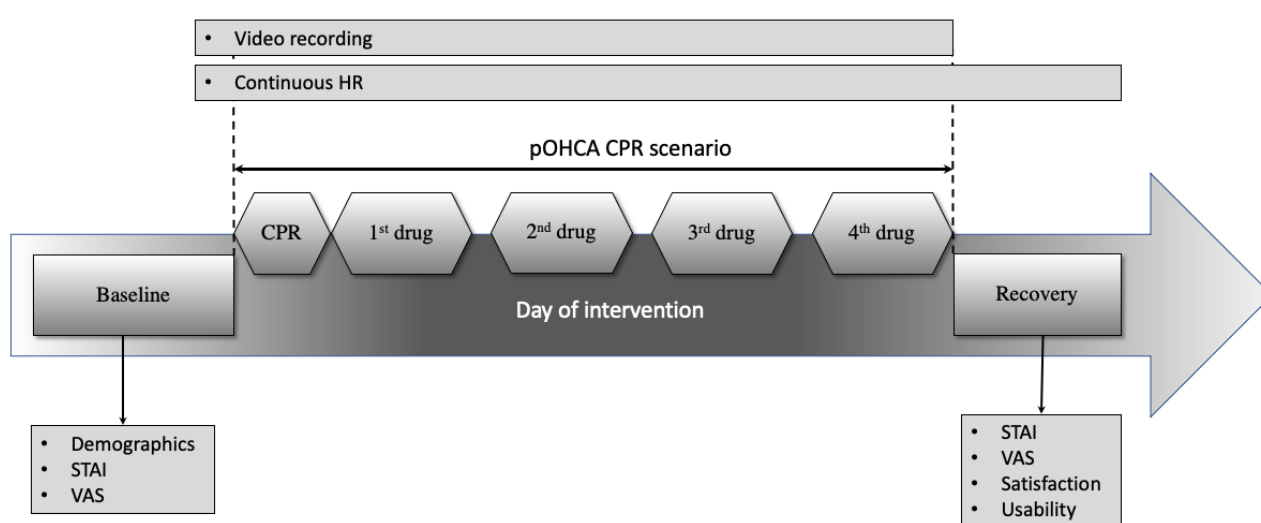 • Video recording
• Continuous HR
pOHCA CPR scenario
CPR
1st drug
2nd drug
3rd drug
4th drug
Baseline
Day of intervention
Recovery
• Demographics
• STAI
• VAS
• STAI
• VAS
• Satisfaction
• Usability